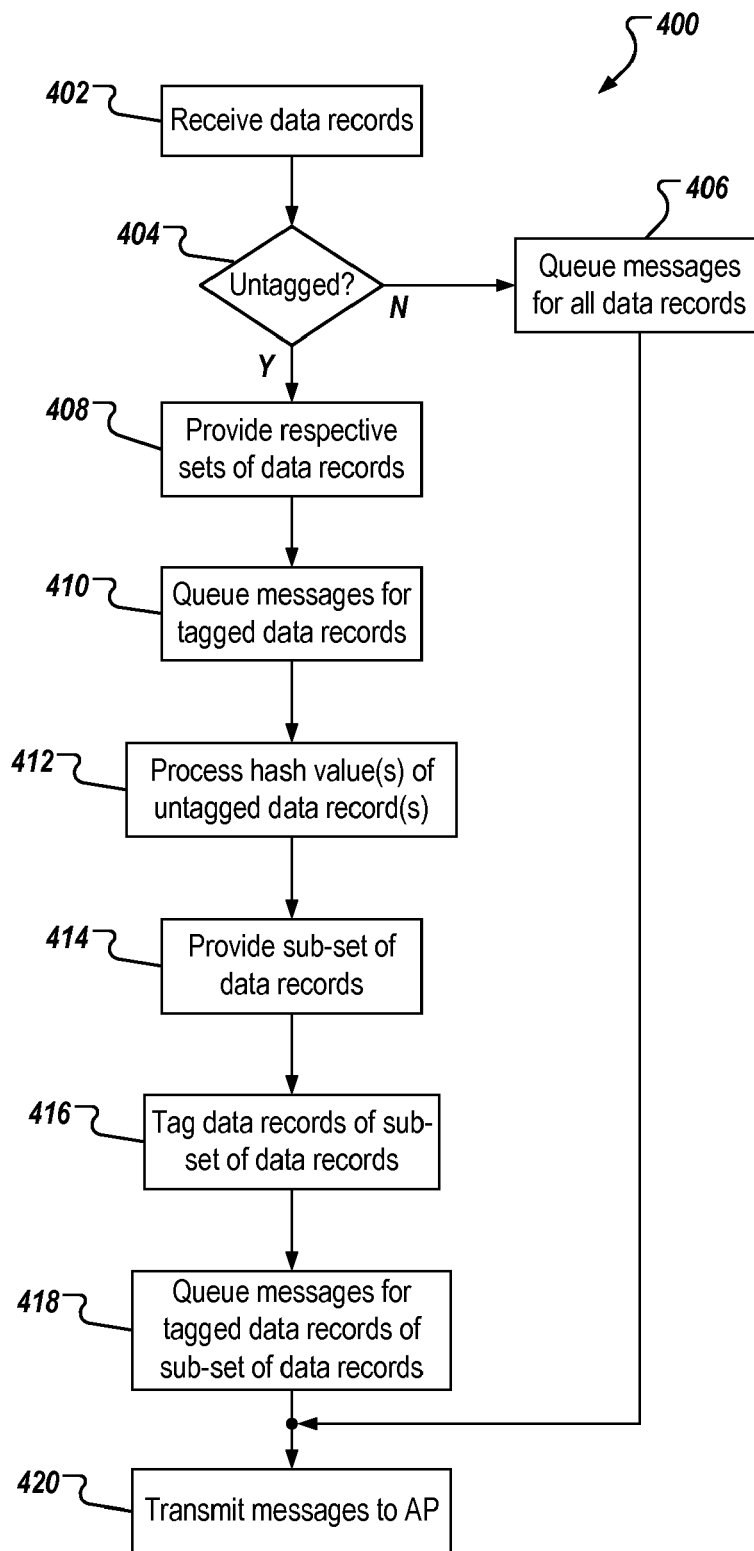 400
402
Receive data records
404
Untagged?
N
Y
406
Queue messages
for all data records
408
Provide respective
sets of data records
410
Queue messages for
tagged data records
412
Process hash value(s) of
untagged data record(s)
414
Provide sub-set of
data records
416
Tag data records of sub-
set of data records
418
Queue messages for
tagged data records of
sub-set of data records
420
Transmit messages to AP